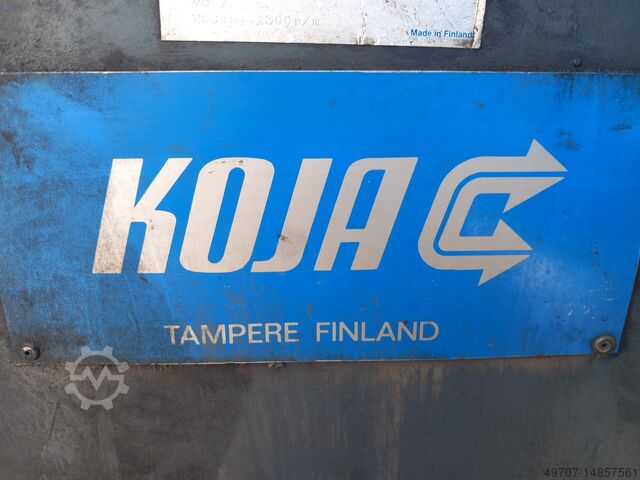 Made in Finland
KOJA
TAMPERE FINLAND
49707-14857561